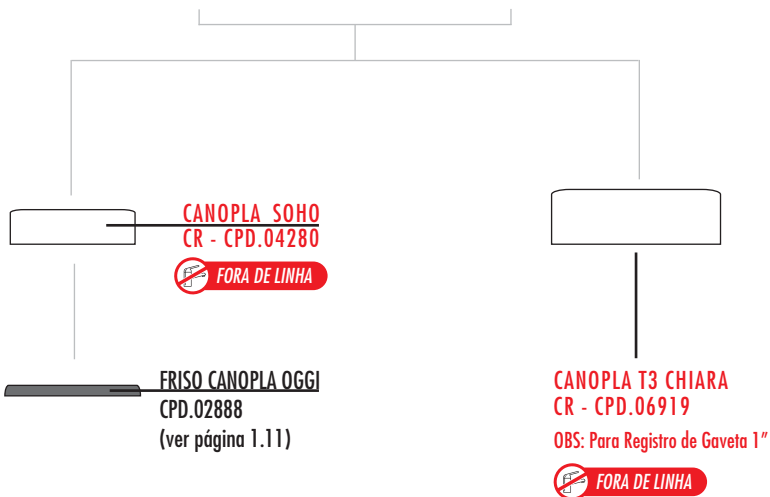 CANOPLA SOHO
CR - CPD.04280
FORA DE LINHA
FRISO CANOPLA OGGI
CPD.02888
(ver página 1.11)
CANOPLA T3 CHIARA
CR - CPD.06919
OBS: Para Registro de Gaveta 1”
FORA DE LINHA